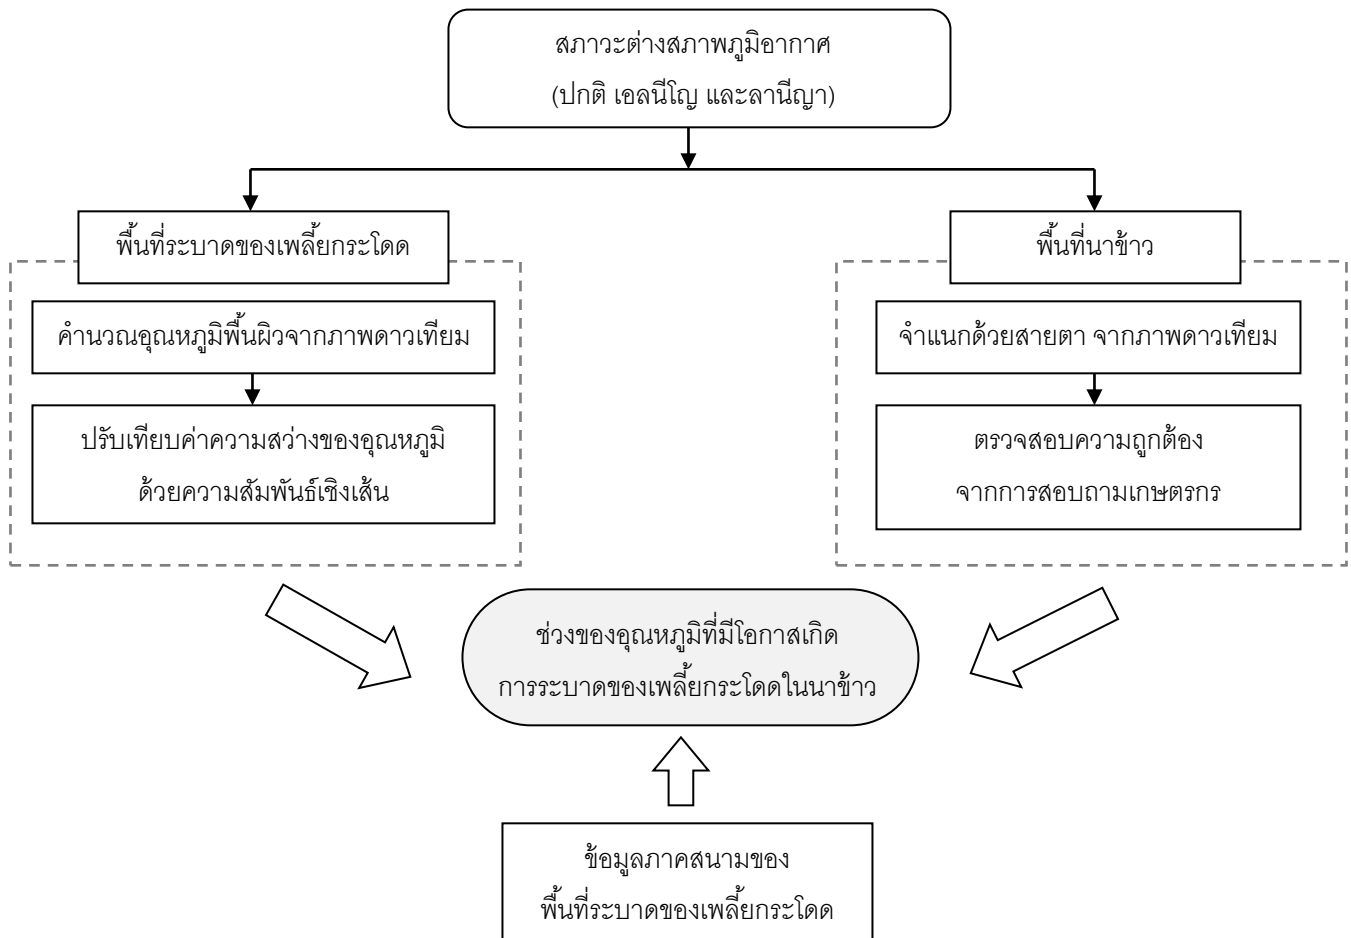 สภาวะต่างสภาพภูมิอากาศ
(ปกติ เอลนีโญ และลานีญา)
พื้นที่ระบาดของเพลี้ยกระโดด
คำนวณอุณหภูมิพื้นผิวจากภาพดาวเทียม
ปรับเทียบค่าความสว่างของอุณหภูมิ
ด้วยความสัมพันธ์เชิงเส้น
พื้นที่นาข้าว
จำแนกด้วยสายตา จากภาพดาวเทียม
ตรวจสอบความถูกต้อง
จากการสอบถามเกษตรกร
ช่วงของอุณหภูมิที่มีโอกาสเกิด
การระบาดของเพลี้ยกระโดดในนาข้าว
ข้อมูลภาคสนามของ
พื้นที่ระบาดของเพลี้ยกระโดด